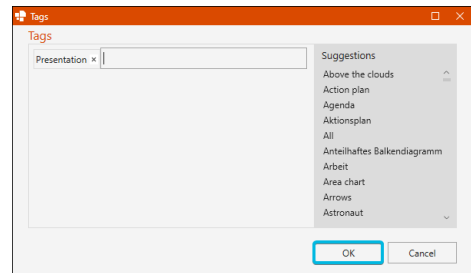 Tags
Tags
Presentation ×
Suggestions
Above the clouds
Action plan
Agenda
Aktionsplan
All
Anteilhaftes Balkendiagramm
Arbeit
Area chart
Arrows
Astronaut
OK
Cancel